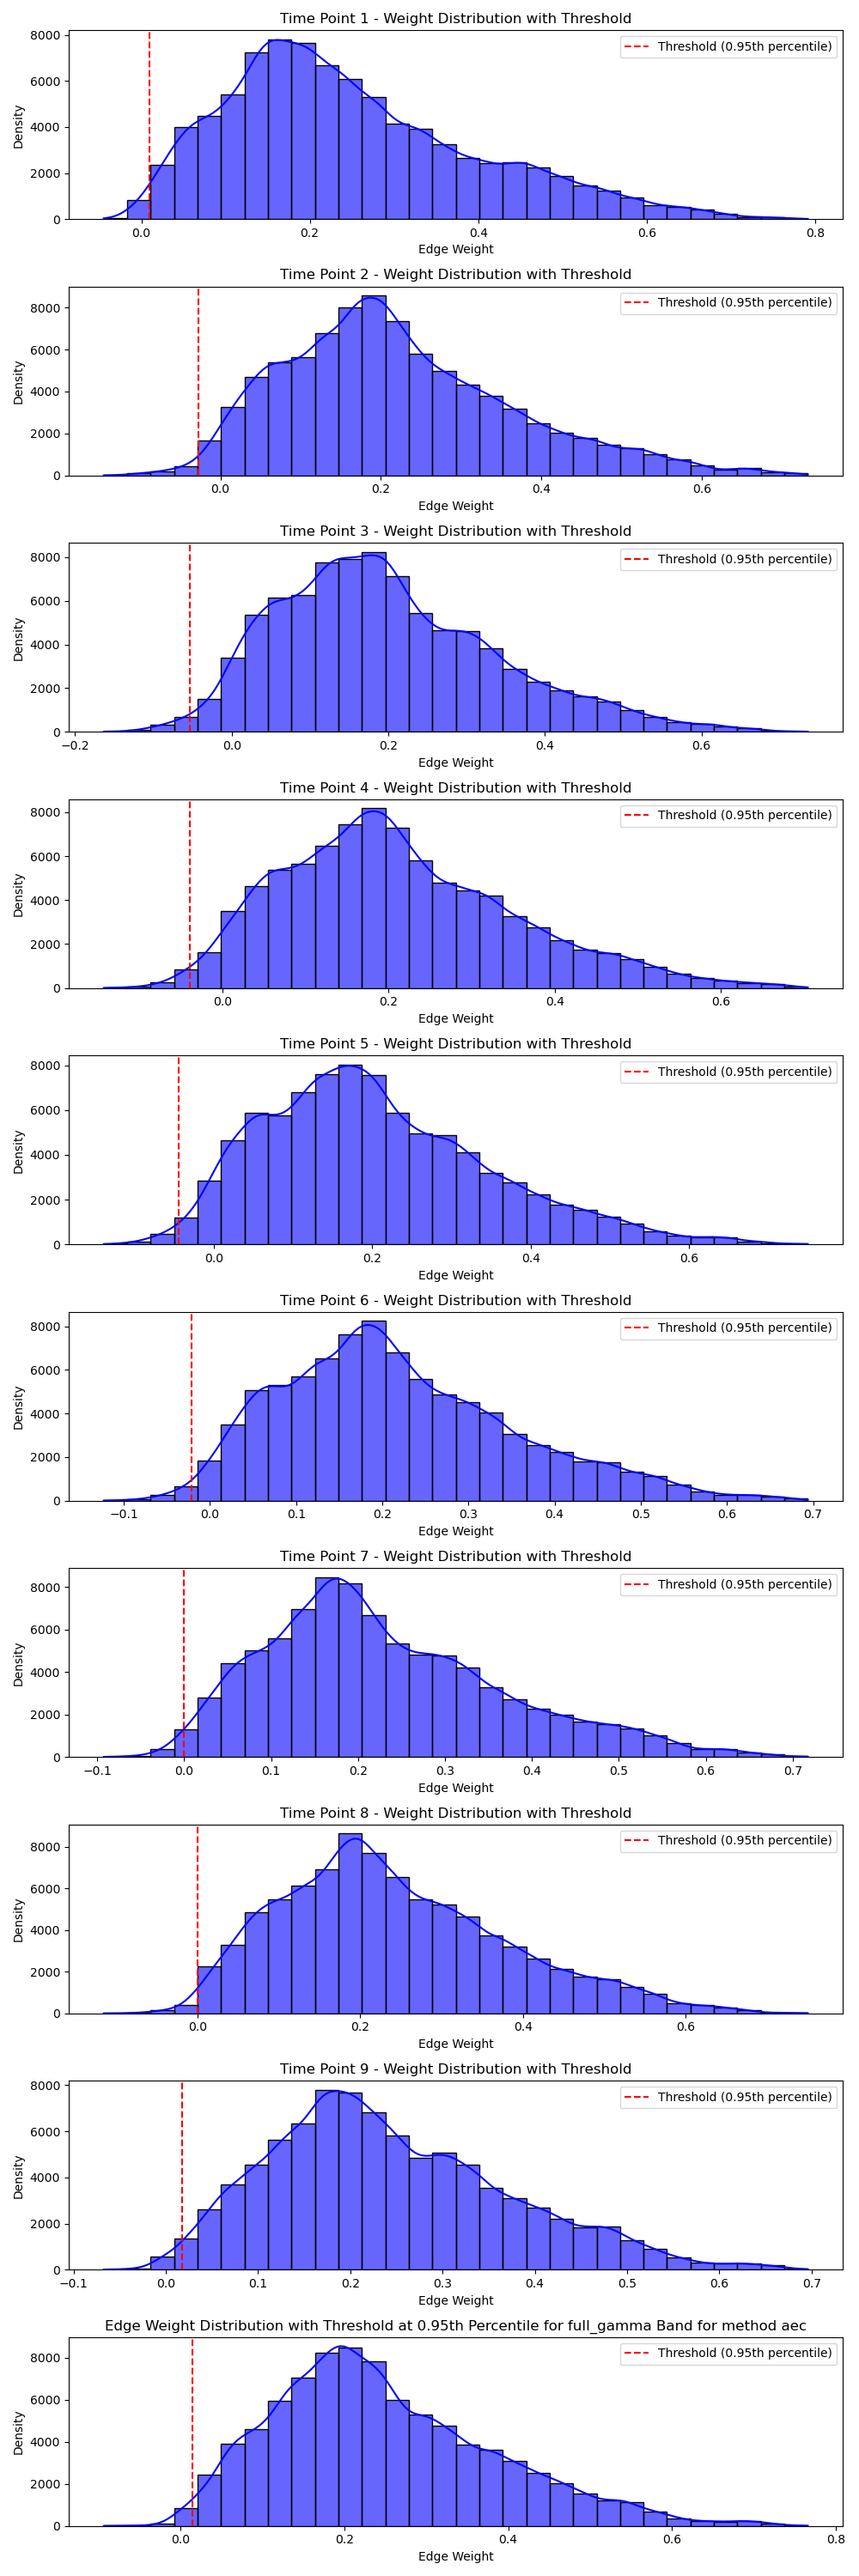 Time Point 1 - Weight Distribution with Threshold
Threshold (0.95th percentile)
Density
8000
6000
4000
2000
0
0.0 0.2 0.4 0.6 0.8
Edge Weight
Time Point 2 - Weight Distribution with Threshold
Threshold (0.95th percentile)
Density
8000
6000
4000
2000
0
0.0 0.2 0.4 0.6
Edge Weight
Time Point 3 - Weight Distribution with Threshold
Threshold (0.95th percentile)
Density
8000
6000
4000
2000
0
−0.2 0.0 0.2 0.4 0.6
Edge Weight
Time Point 4 - Weight Distribution with Threshold
Threshold (0.95th percentile)
Density
8000
6000
4000
2000
0
0.0 0.2 0.4 0.6
Edge Weight
Time Point 5 - Weight Distribution with Threshold
Threshold (0.95th percentile)
Density
8000
6000
4000
2000
0
0.0 0.2 0.4 0.6
Edge Weight
Time Point 6 - Weight Distribution with Threshold
Threshold (0.95th percentile)
Density
8000
6000
4000
2000
0
−0.1 0.0 0.1 0.2 0.3 0.4 0.5 0.6 0.7
Edge Weight
Time Point 7 - Weight Distribution with Threshold
Threshold (0.95th percentile)
Density
8000
6000
4000
2000
0
−0.1 0.0 0.1 0.2 0.3 0.4 0.5 0.6 0.7
Edge Weight
Time Point 8 - Weight Distribution with Threshold
Threshold (0.95th percentile)
Density
8000
6000
4000
2000
0
0.0 0.2 0.4 0.6
Edge Weight
Time Point 9 - Weight Distribution with Threshold
Threshold (0.95th percentile)
Density
8000
6000
4000
2000
0
−0.1 0.0 0.1 0.2 0.3 0.4 0.5 0.6 0.7
Edge Weight
Edge Weight Distribution with Threshold at 0.95th Percentile for full_gamma Band for method aec
Threshold (0.95th percentile)
Density
8000
6000
4000
2000
0
0.0 0.2 0.4 0.6 0.8
Edge Weight